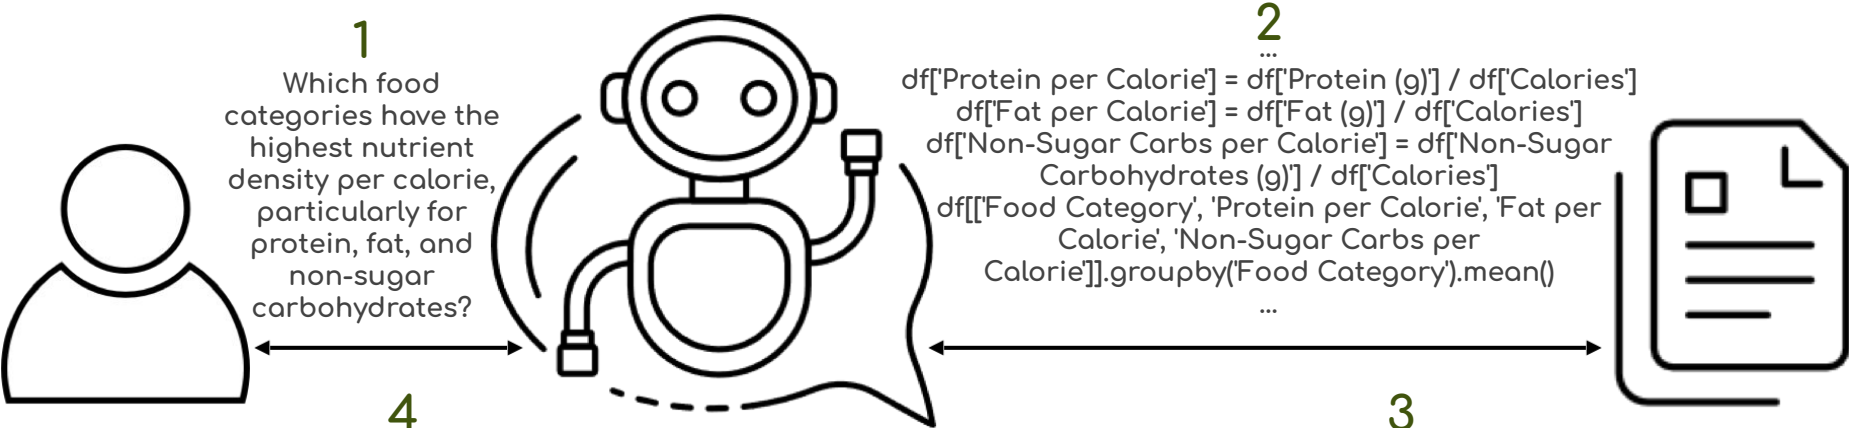 1
Which food
categories have the
highest nutrient
density per calorie,
particularly for
protein, fat, and
non-sugar
carbohydrates?
4
2
...
df['Protein per Calorie'] = df['Protein (g)'] / df['Calories']
df['Fat per Calorie'] = df['Fat (g)'] / df['Calories']
df['Non-Sugar Carbs per Calorie'] = df['Non-Sugar
Carbohydrates (g)'] / df['Calories']
df[['Food Category', 'Protein per Calorie', 'Fat per
Calorie', 'Non-Sugar Carbs per
Calorie']].groupby('Food Category').mean()
...
3